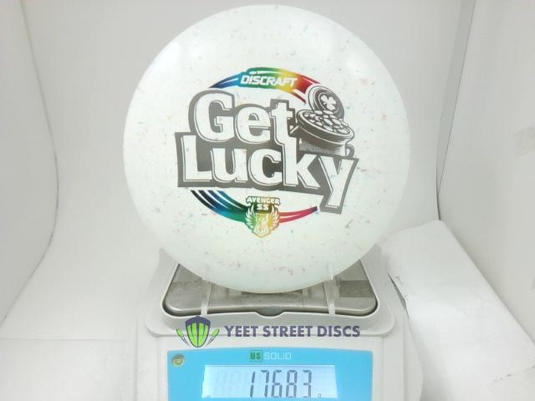 DISCRAFT
Get
Lucky
AVENGER
SS
YEET STREET DISCS
US SOLID
176.83 g